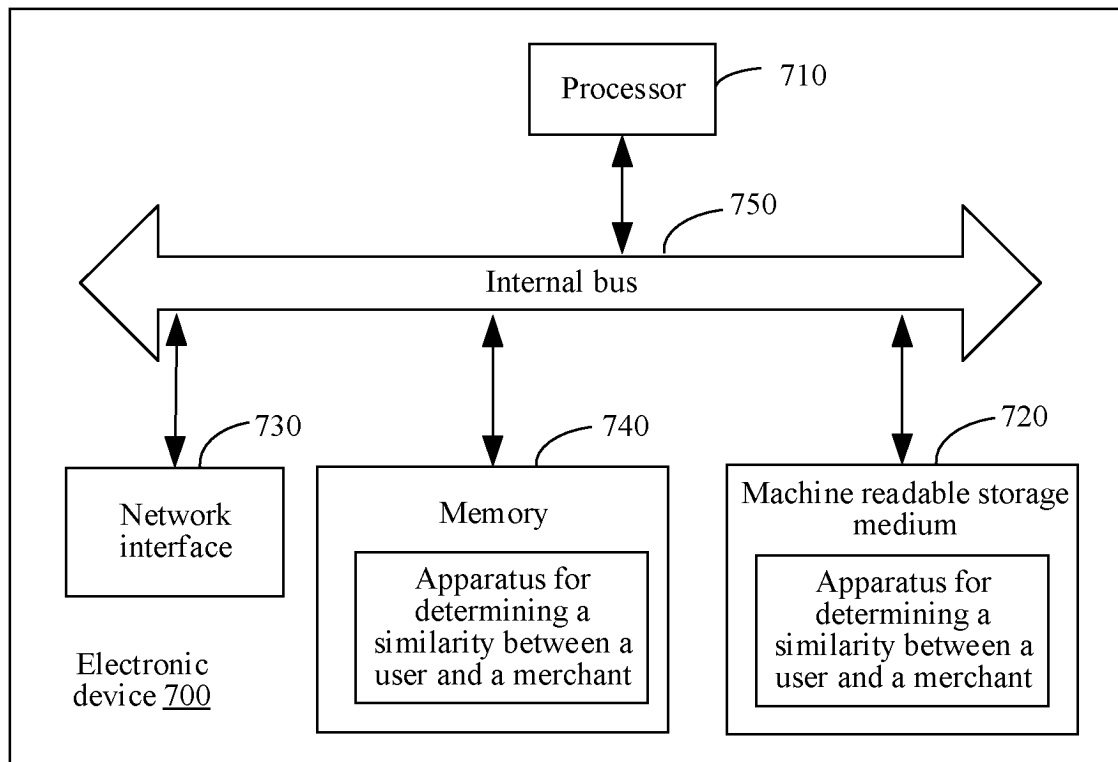 Processor
710
750
Internal bus
730
740
720
Network
interface
Memory
Machine readable storage
medium
Apparatus for
determining a
similarity between a
user and a merchant
Apparatus for
determining a
similarity between a
user and a merchant
Electronic
device 700